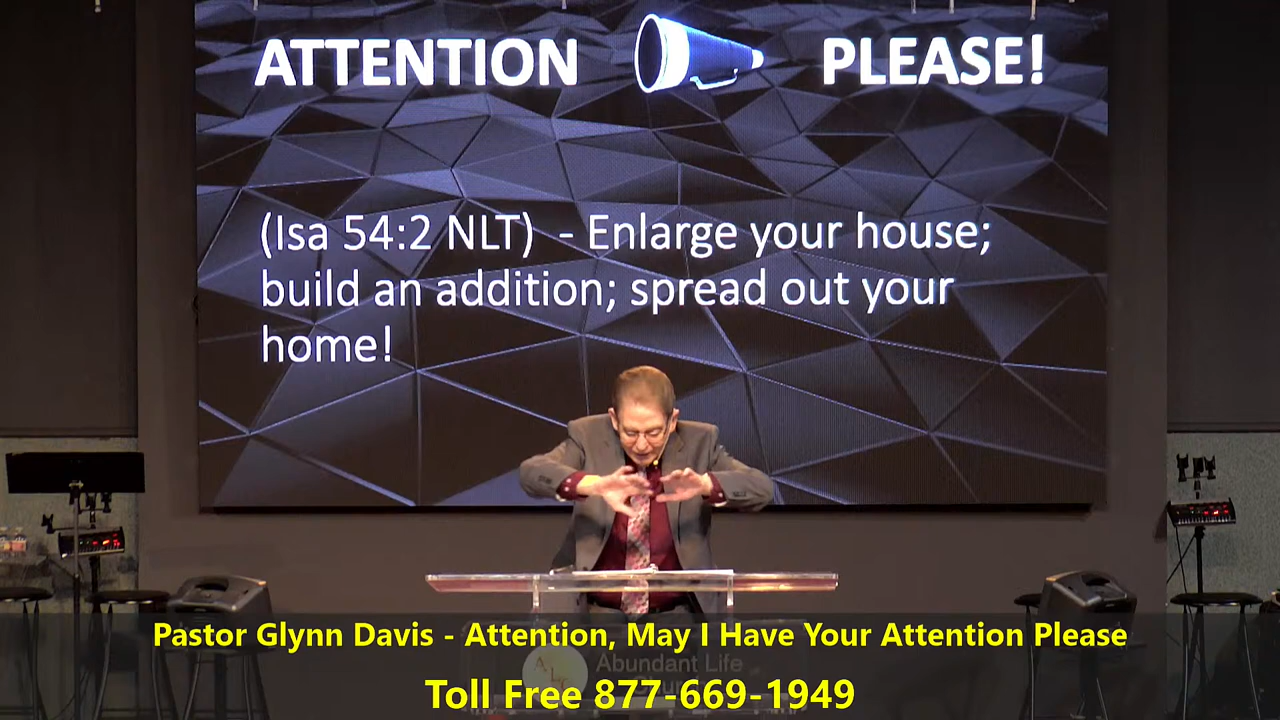 ATTENTION PLEASE!
(Isa 54:2 NLT) - Enlarge your house;
build an addition; spread out your
home!
Pastor Glynn Davis - Attention, May I Have Your Attention Please
Abundant Life
Church
Toll Free 877-669-1949